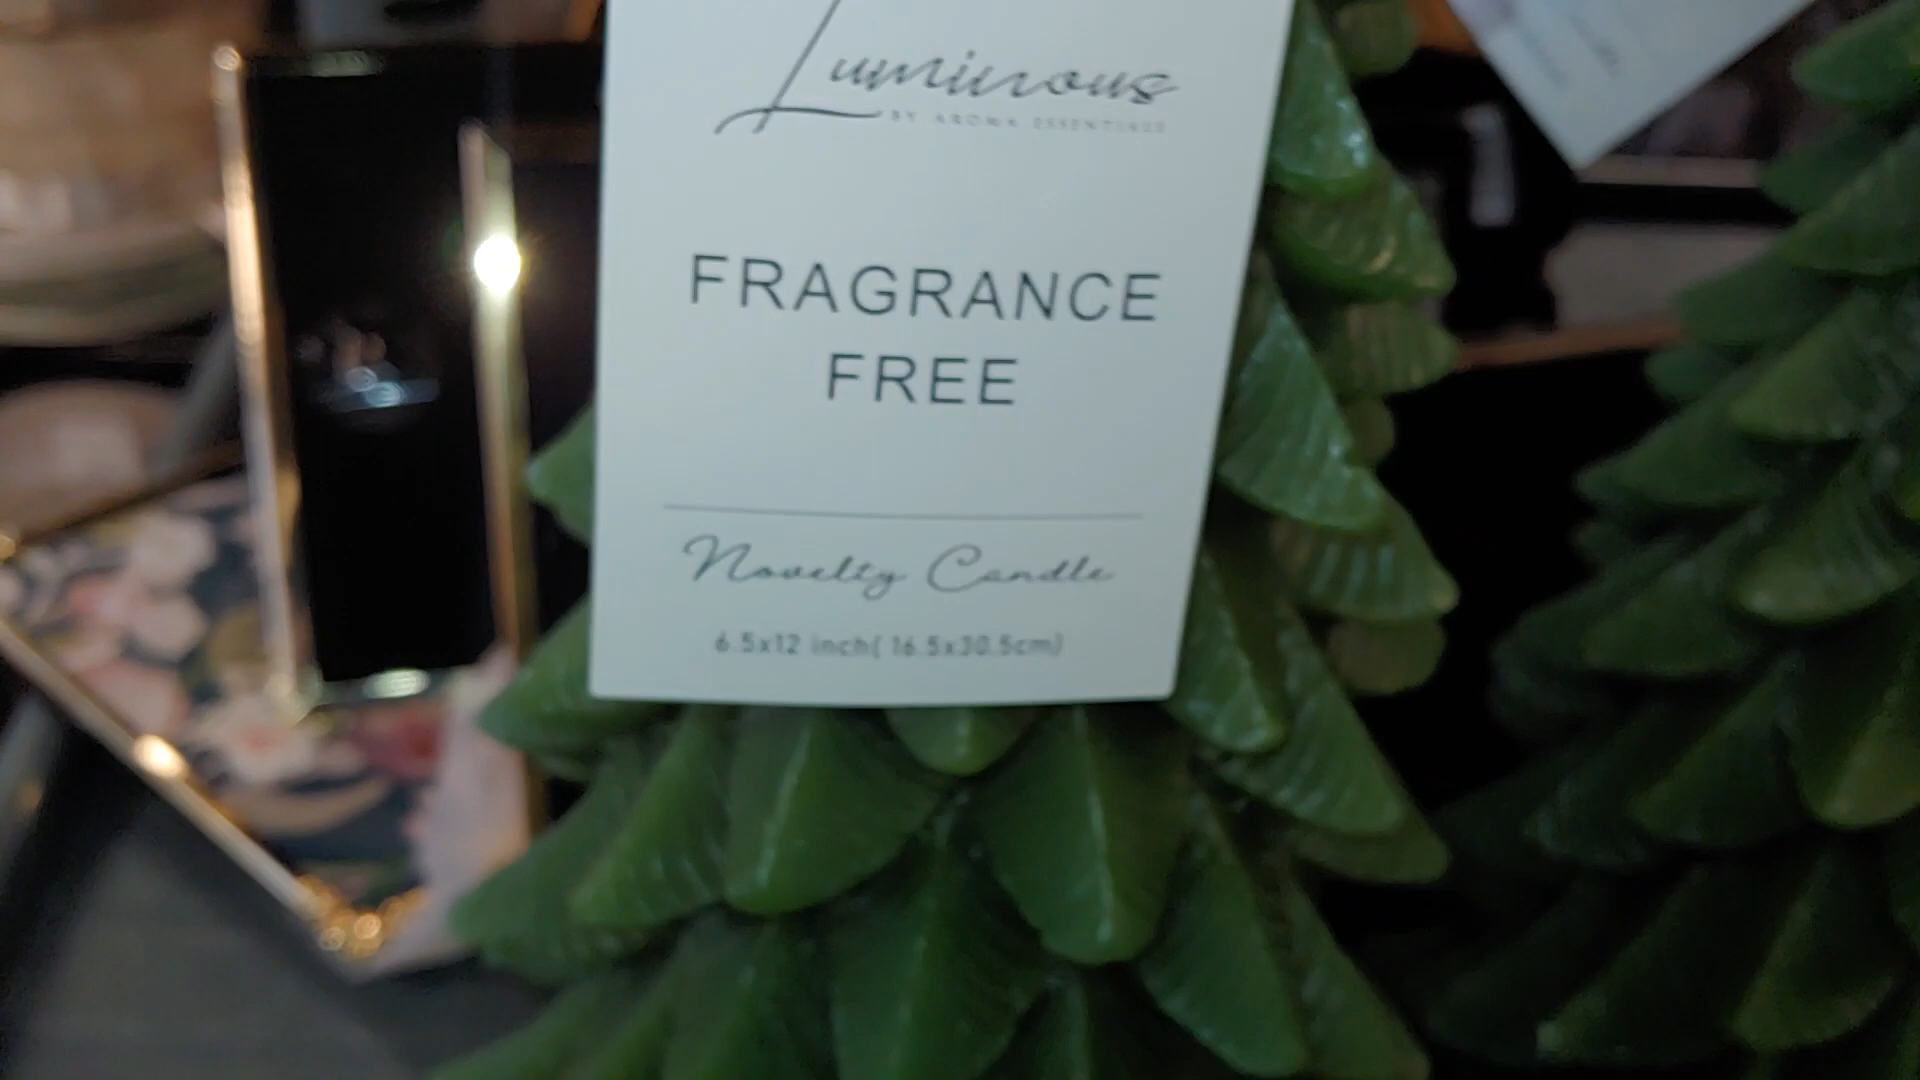 Luminous
BY AROMA ESSENTIALS
FRAGRANCE
FREE
Novelty Candle
6.5x12 inch( 16.5x30.5cm)